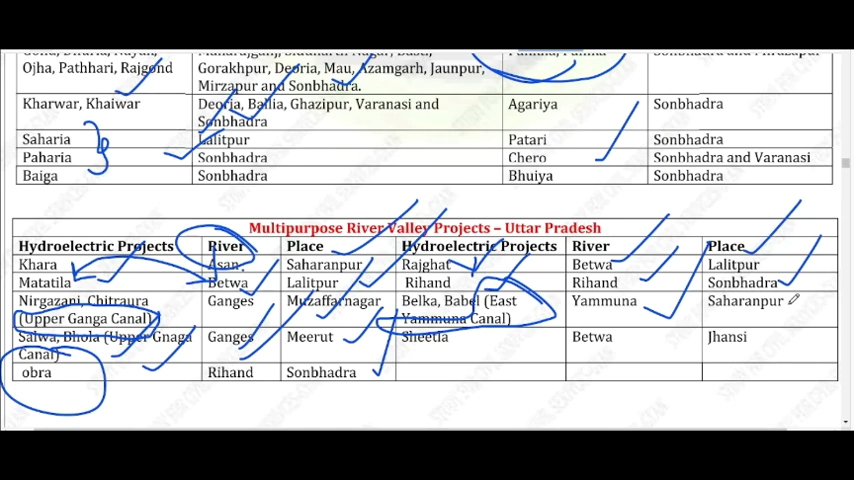 Ojha, Pathhari, Rajgond
Gorakhpur, Deoria, Mau, Azamgarh, Jaunpur,
Mirzapur and Sonbhadra.
Kharwar, Khaiwar
Deoria, Ballia, Ghazipur, Varanasi and
Sonbhadra
Agariya
Sonbhadra
Saharia
Lalitpur
Patari
Sonbhadra
Paharia
Sonbhadra
Chero
Sonbhadra and Varanasi
Baiga
Sonbhadra
Bhuiya
Sonbhadra
Multipurpose River Valley Projects – Uttar Pradesh
Hydroelectric Projects
River
Place
Hydroelectric Projects
River
Place
Khara
Asan
Saharanpur
Rajghat
Betwa
Lalitpur
Matatila
Betwa
Lalitpur
Rihand
Rihand
Sonbhadra
Nirgazani, Chitraura
(Upper Ganga Canal)
Ganges
Muzaffarnagar
Belka, Babel (East
Yammuna Canal)
Yammuna
Saharanpur
Salwa, Bhola (Upper Gnaga
Canal)
Ganges
Meerut
Sheetla
Betwa
Jhansi
obra
Rihand
Sonbhadra